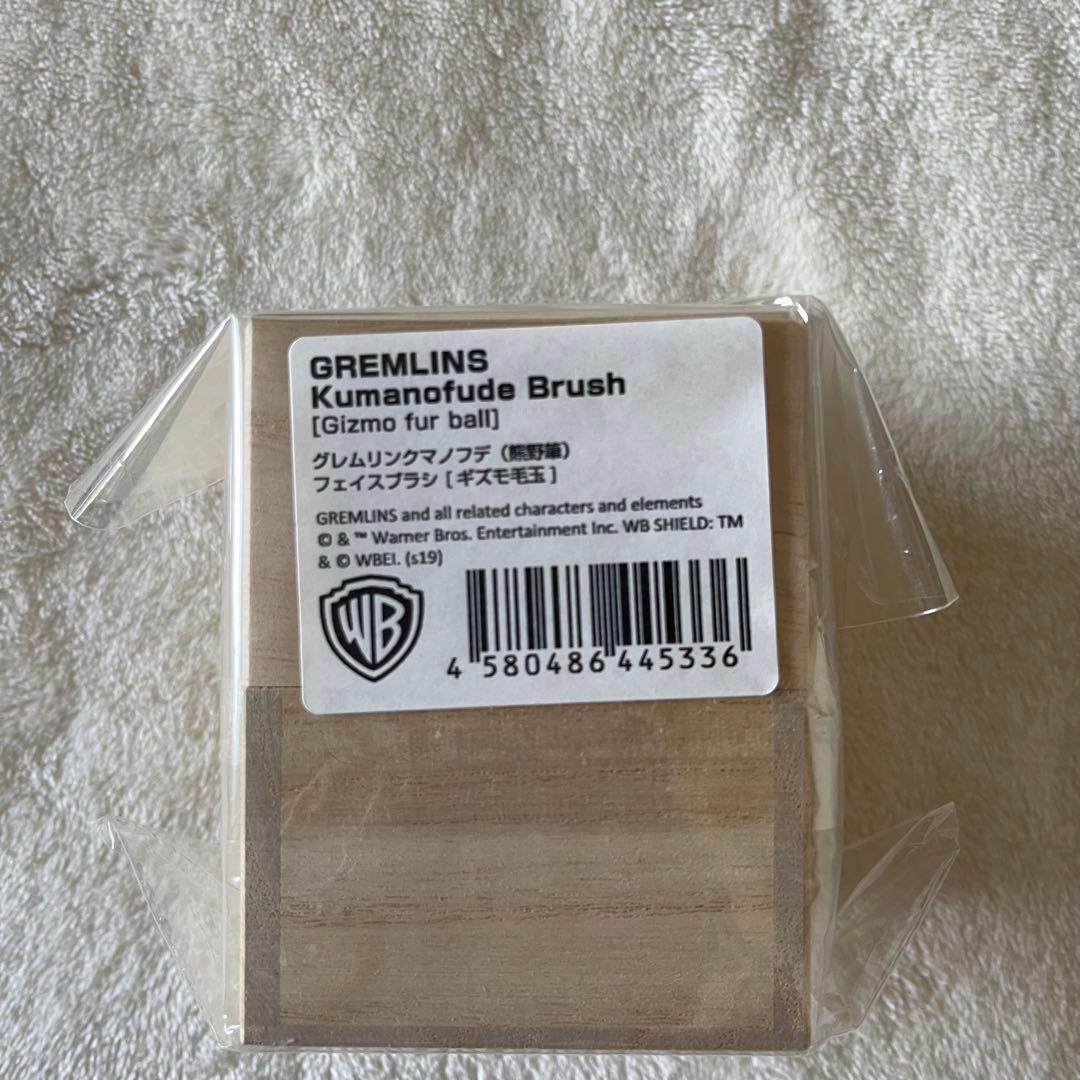 GREMLINS
Kumanofude Brush
[Gizmo fur ball]
グレムリンクマノフデ（熊野筆）
フェイスブラシ [ ギズモ毛玉 ]
GREMLINS and all related characters and elements
© & ™ Warner Bros. Entertainment Inc. WB SHIELD: TM
& © WBEI. (s19)
WB
4 580486 445336